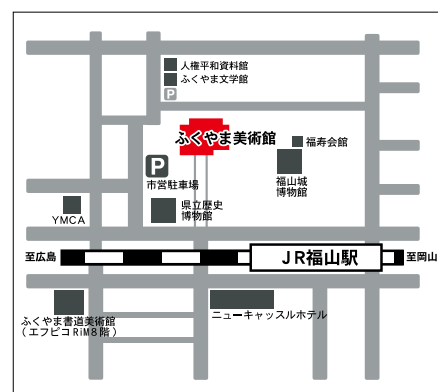 人権平和資料館
ふくやま文学館
P
ふくやま美術館
福寿会館
P
市営駐車場
福山城
博物館
県立歴史
博物館
YMCA
至広島
JR福山駅
至岡山
ニューキャッスルホテル
ふくやま書道美術館
(エフピコRiM8階)